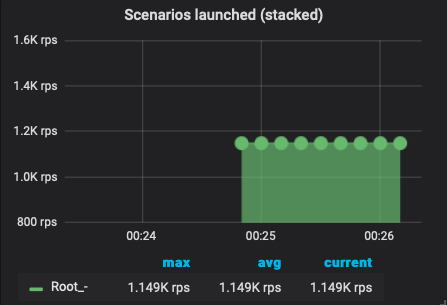 Scenarios launched (stacked)
1.6K rps
1.4K rps
1.2K rps
1.0K rps
800 rps
00:24 00:25 00:26
max avg current
Root_- 1.149K rps 1.149K rps 1.149K rps